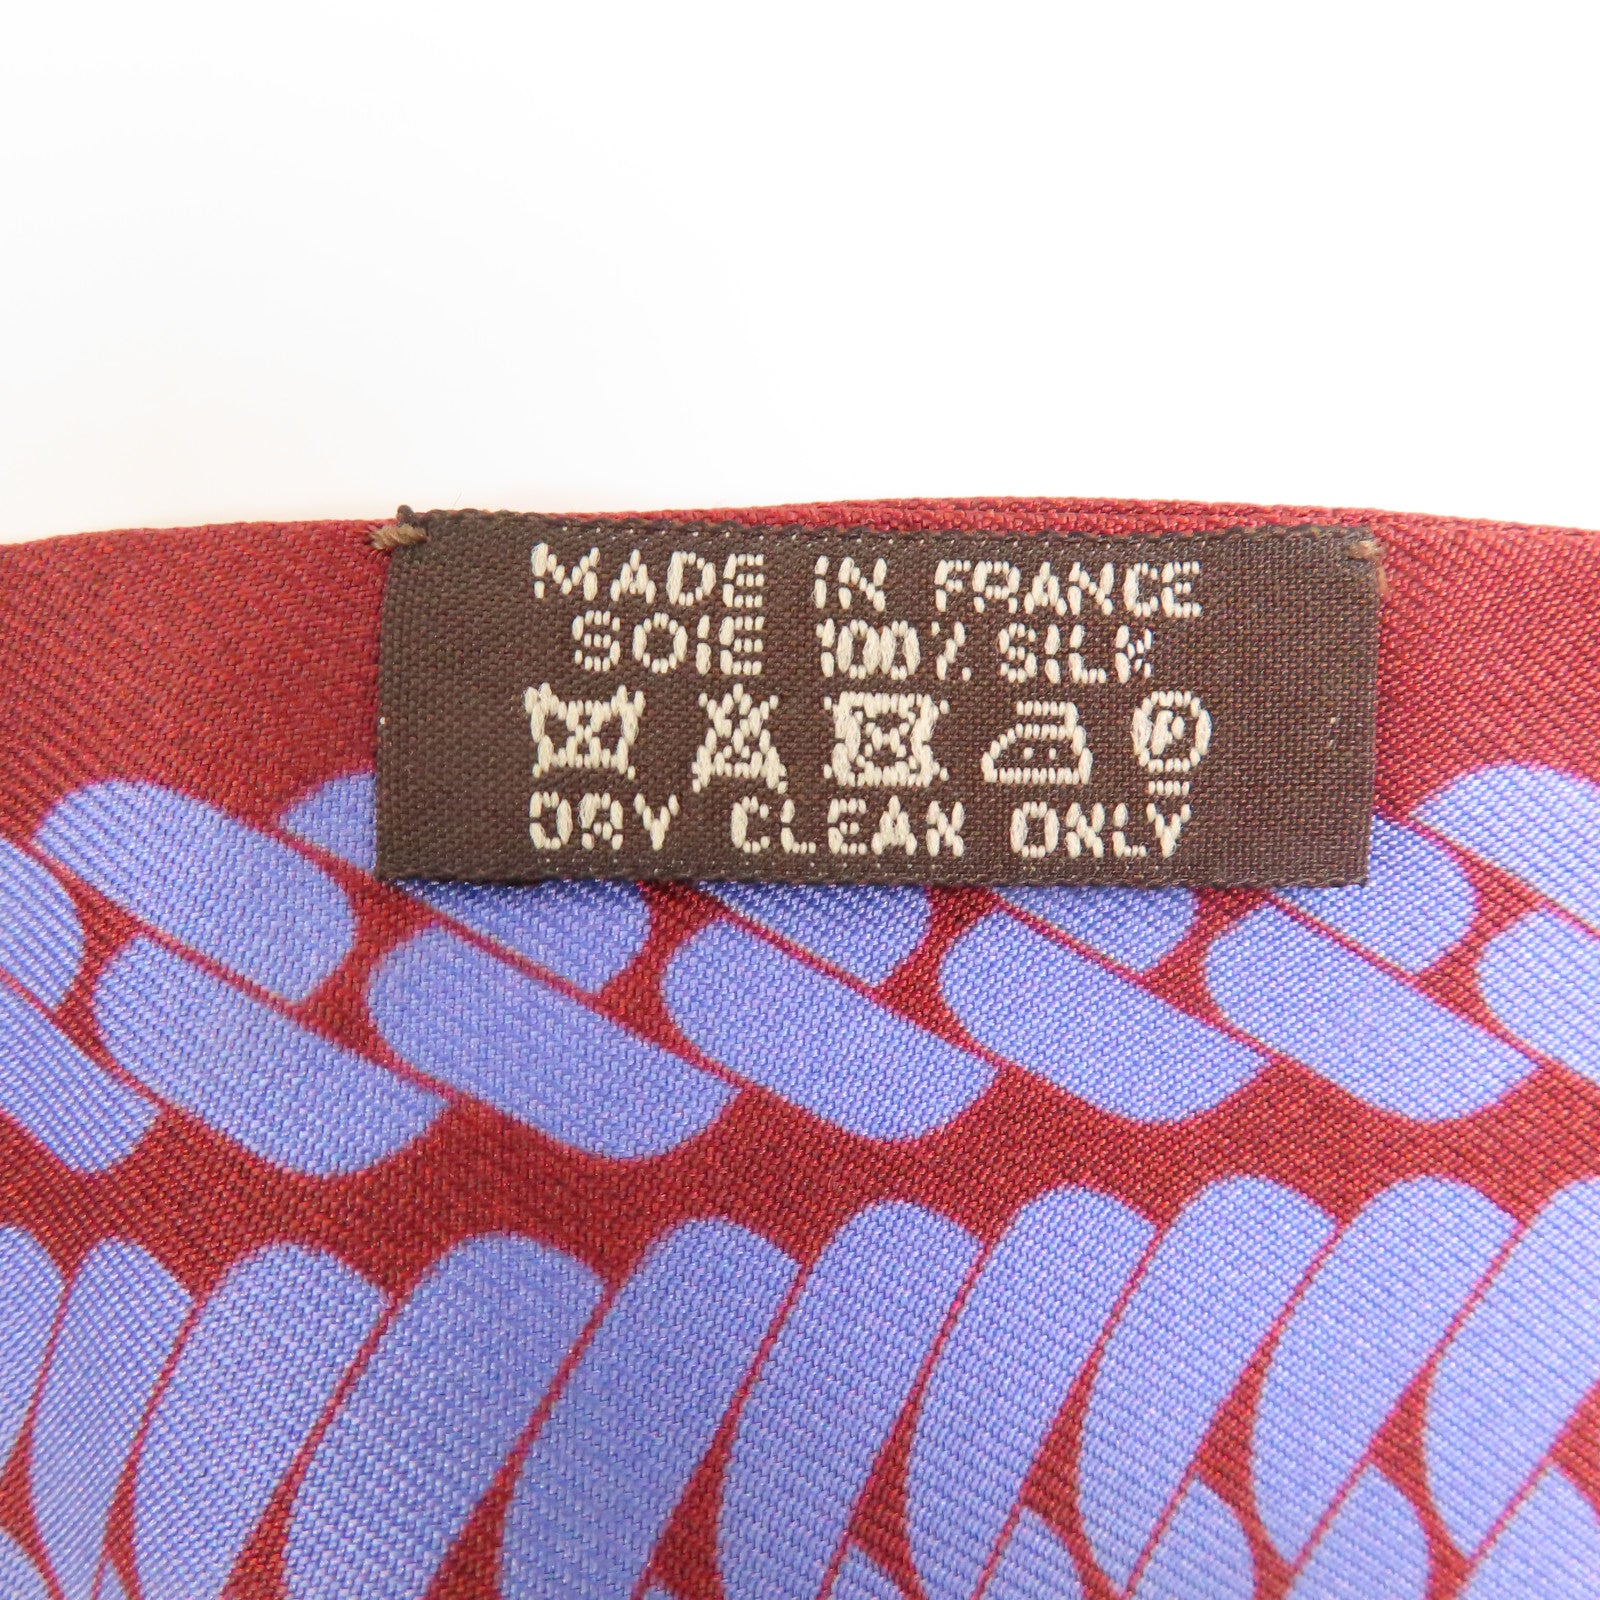 MADE IN FRANCE
SOIE 100% SILK
P
DRY CLEAN ONLY